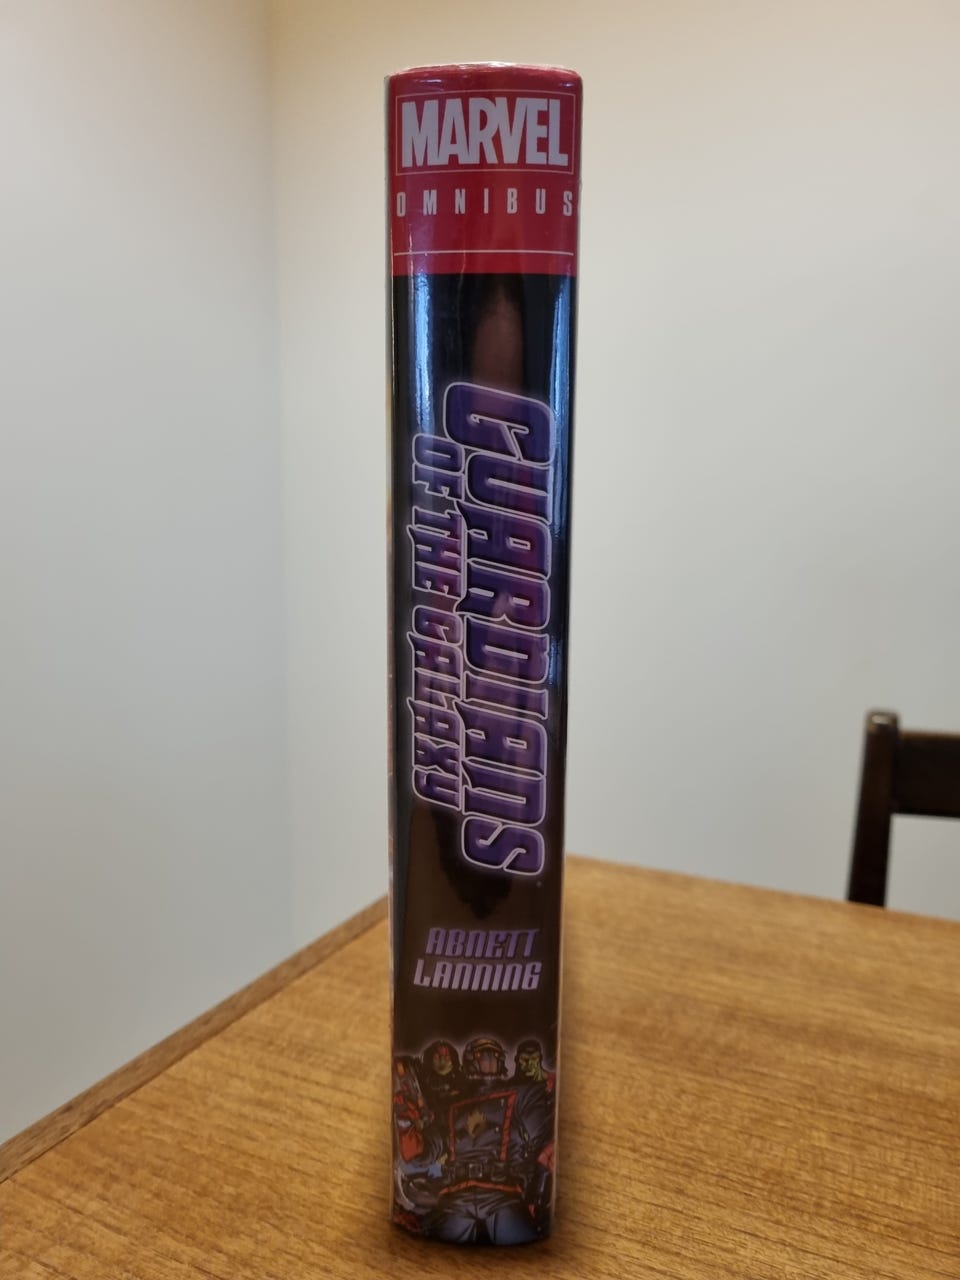 MARVEL
OMNIBUS
GUARDIANS
OF THE GALAXY
ABNETT
LANNING